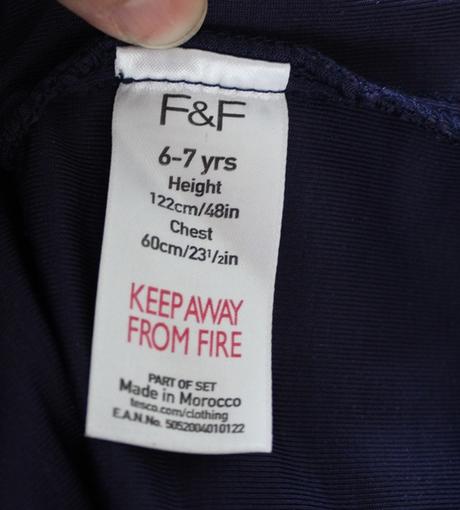 F&F
6-7 yrs
Height
122cm/48in
Chest
60cm/23½in
KEEP AWAY
FROM FIRE
PART OF SET
Made in Morocco
tesco.com/clothing
E.A.N.No. 5052004010122